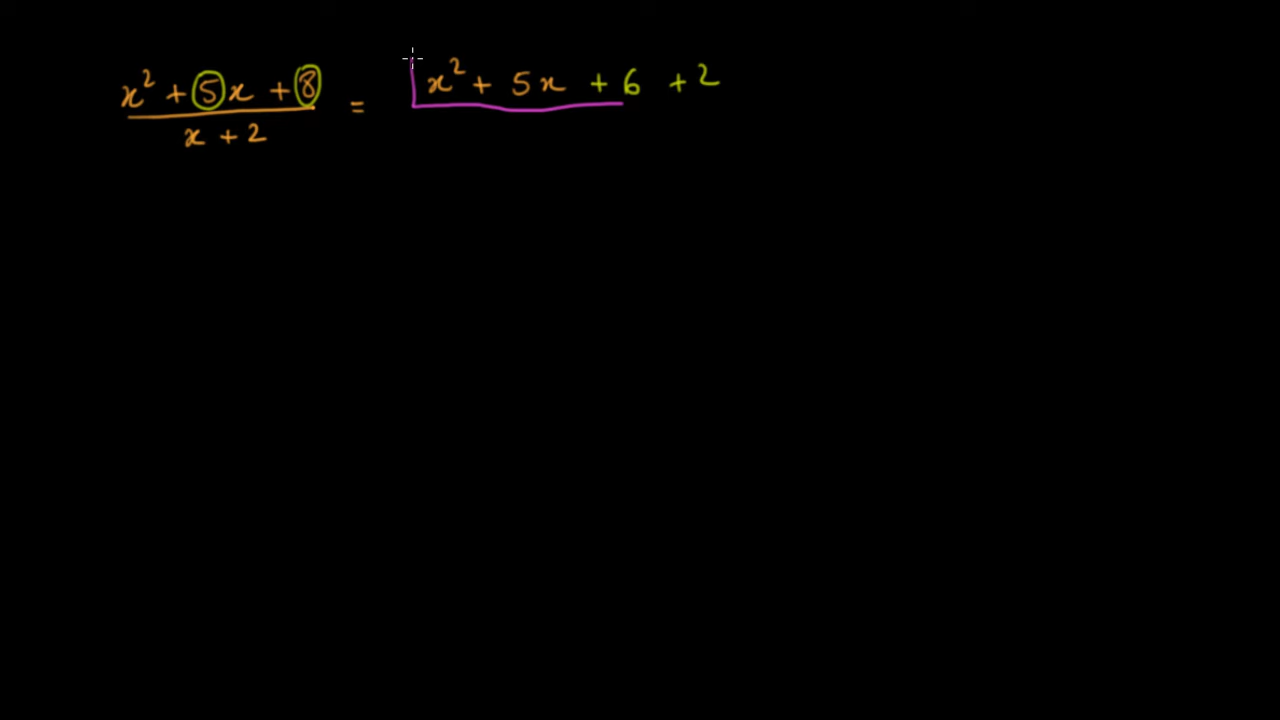 x² + 5x + 8 = x² + 5x + 6 + 2
x + 2